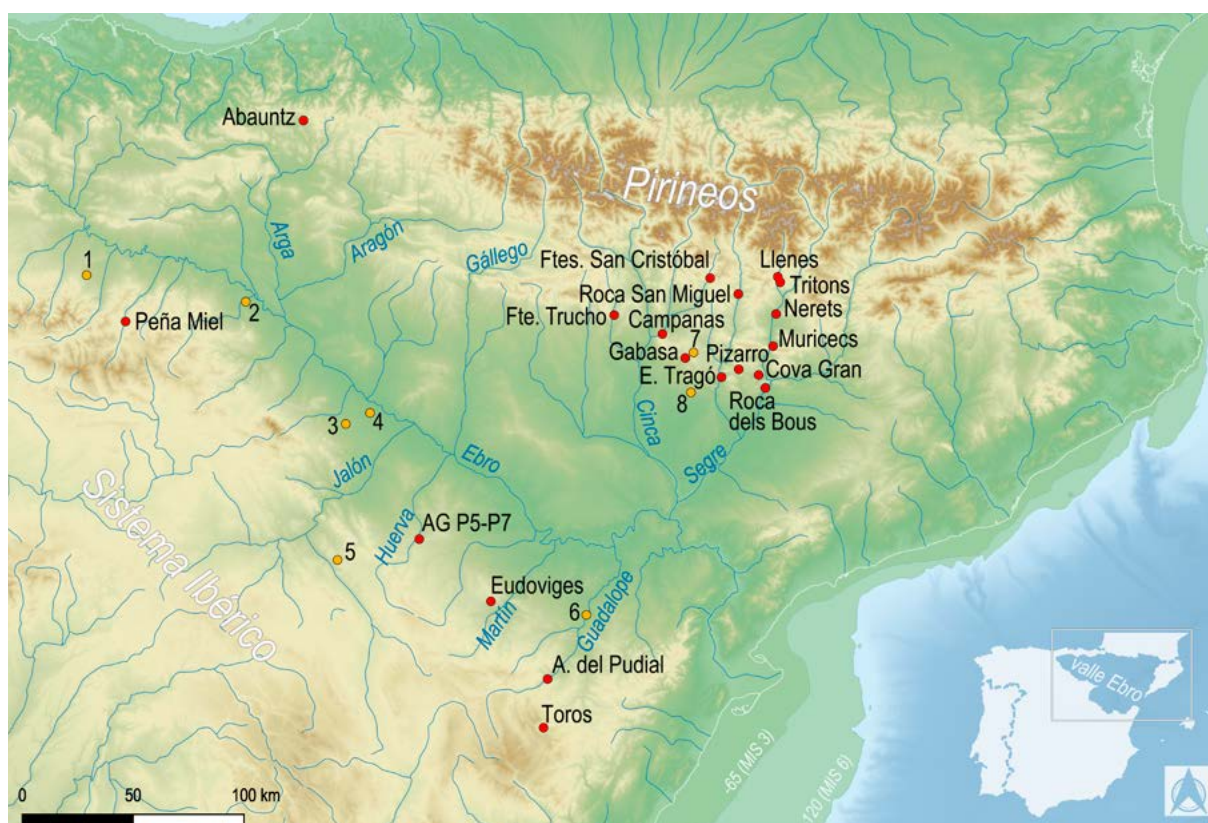 Abauntz
Pirineos
Arga
Aragón
Gállego
1
2
Peña Miel
Ftes. San Cristóbal
Llenes
Tritons
Roca San Miguel
Nerets
Fte. Trucho
Campanas
Muricecs
7
Gabasa
Pizarro
Cova Gran
E. Tragó
8
Roca
dels Bous
3
4
Cinca
Jalón
Ebro
Segre
Sistema Ibérico
Huerva
AG P5-P7
5
Eudoviges
Martín
6
Guadalope
A. del Pudial
Toros
-65 (MIS 3)
120 (MIS 6)
valle Ebro
0 50 100 km